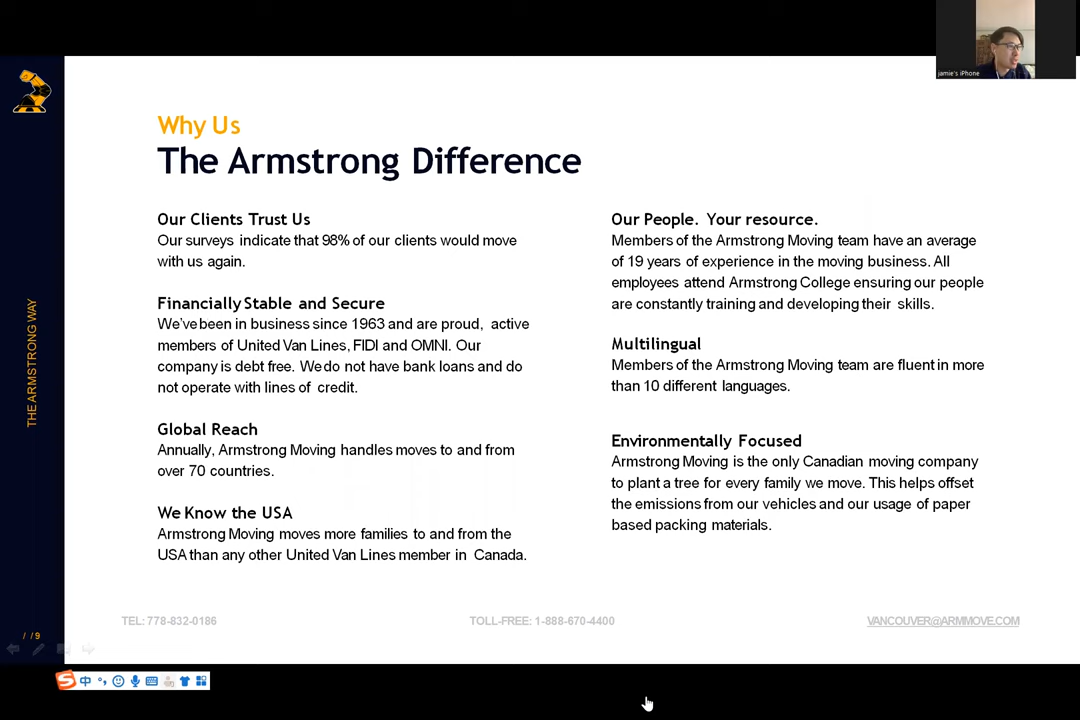 jamie's iPhone
Why Us
The Armstrong Difference
Our Clients Trust Us
Our surveys indicate that 98% of our clients would move
with us again.
Financially Stable and Secure
We've been in business since 1963 and are proud, active
members of United Van Lines, FIDI and OMNI. Our
company is debt free. We do not have bank loans and do
not operate with lines of credit.
Global Reach
Annually, Armstrong Moving handles moves to and from
over 70 countries.
We Know the USA
Armstrong Moving moves more families to and from the
USA than any other United Van Lines member in Canada.
Our People. Your resource.
Members of the Armstrong Moving team have an average
of 19 years of experience in the moving business. All
employees attend Armstrong College ensuring our people
are constantly training and developing their skills.
Multilingual
Members of the Armstrong Moving team are fluent in more
than 10 different languages.
Environmentally Focused
Armstrong Moving is the only Canadian moving company
to plant a tree for every family we move. This helps offset
the emissions from our vehicles and our usage of paper
based packing materials.
THE ARMSTRONG WAY
TEL: 778-832-0186
TOLL-FREE: 1-888-670-4400
VANCOUVER@ARMMOVE.COM
/ /9
S 中